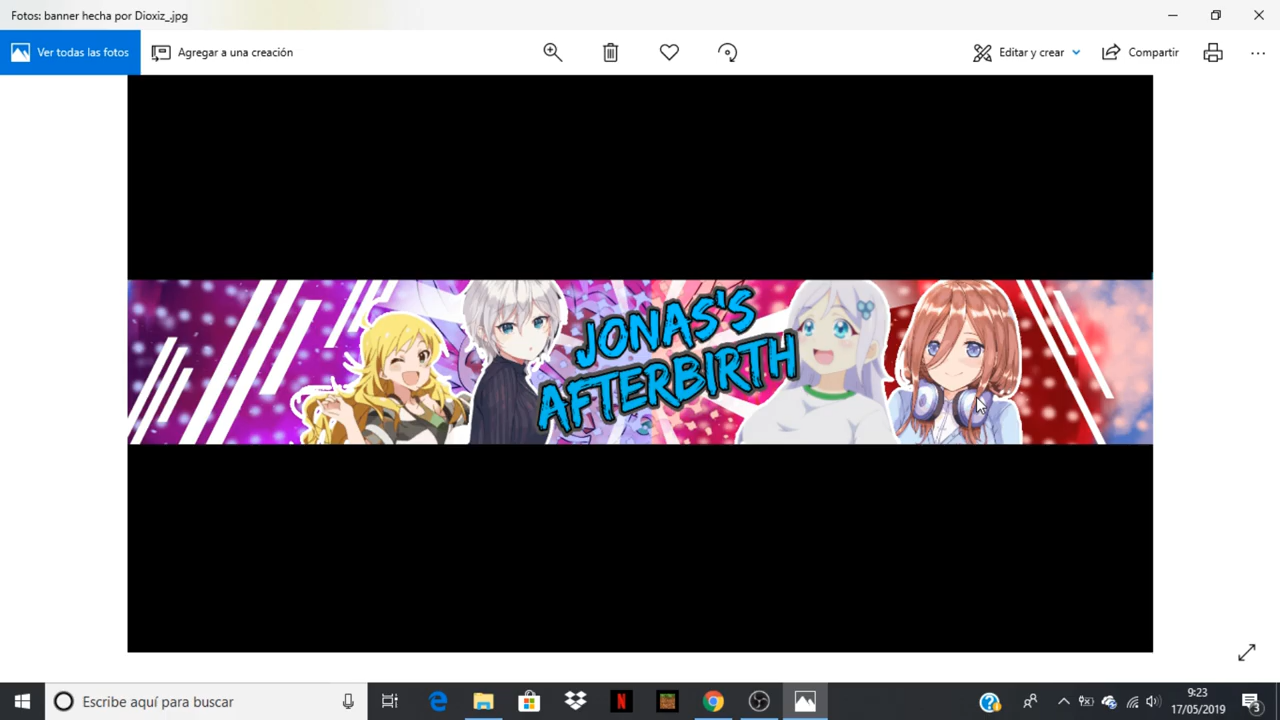 Fotos: banner hecha por Dioxiz_.jpg
Ver todas las fotos
Agregar a una creación
Editar y crear
Compartir
JONAS'S
AFTERBIRTH
Escribe aquí para buscar
9:23
17/05/2019
3